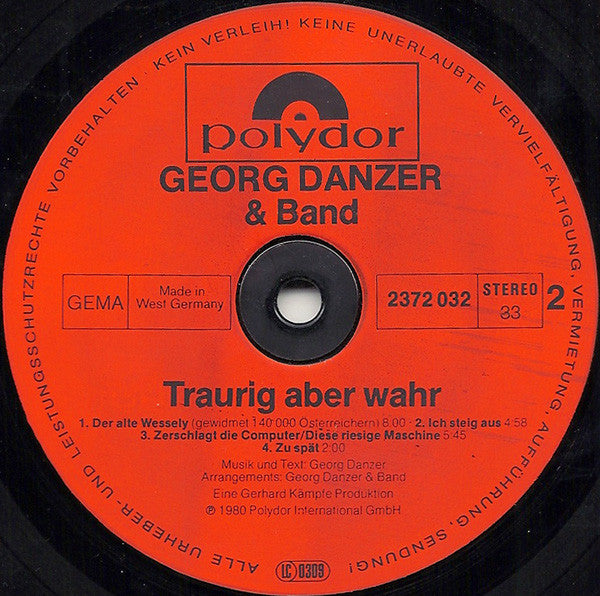 ALLE URHEBER- UND LEISTUNGSSCHUTZRECHTE VORBEHALTEN · KEIN VERLEIH! KEINE UNERLAUBTE VERVIELFÄLTIGUNG, VERMIETUNG, AUFFÜHRUNG, SENDUNG!
polydor
GEORG DANZER
& Band
GEMA
Made in
West Germany
2372 032
STEREO
33
2
Traurig aber wahr
1. Der alte Wessely (gewidmet 140'000 Österreichern) 8:00 · 2. Ich steig aus 4:58
3. Zerschlagt die Computer/Diese riesige Maschine 5:45
4. Zu spät 2:00
Musik und Text: Georg Danzer
Arrangements: Georg Danzer & Band
Eine Gerhard Kämpfe Produktion
℗ 1980 Polydor International GmbH
LC 0309